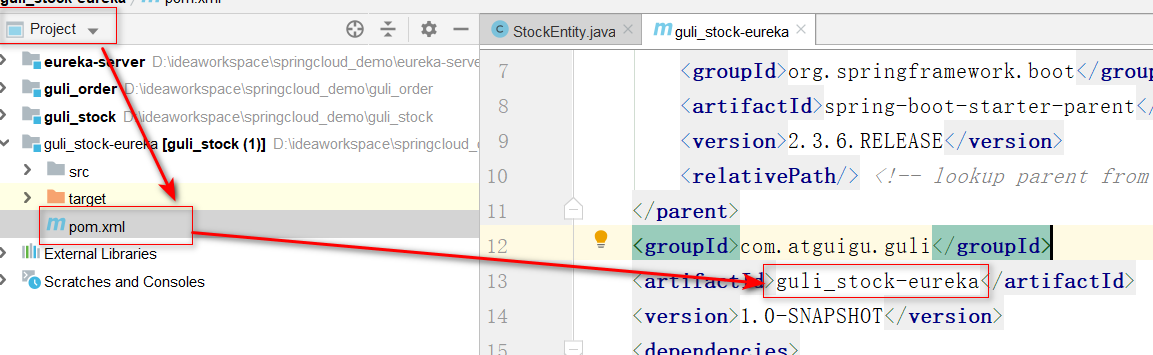 guli_stock-eureka / pom.xml
Project
StockEntity.java
guli_stock-eureka
eureka-server D:\ideaworkspace\springcloud_demo\eureka-serve
guli_order D:\ideaworkspace\springcloud_demo\guli_order
guli_stock D:\ideaworkspace\springcloud_demo\guli_stock
guli_stock-eureka [guli_stock (1)] D:\ideaworkspace\springcloud_
src
target
m pom.xml
External Libraries
Scratches and Consoles
7 <groupId>org.springframework.boot</group
8 <artifactId>spring-boot-starter-parent</
9 <version>2.3.6.RELEASE</version>
10 <relativePath/> <!-- lookup parent from
11 </parent>
12 <groupId>com.atguigu.guli</groupId>
13 <artifactId>guli_stock-eureka</artifactId>
14 <version>1.0-SNAPSHOT</version>
15 <dependencies>